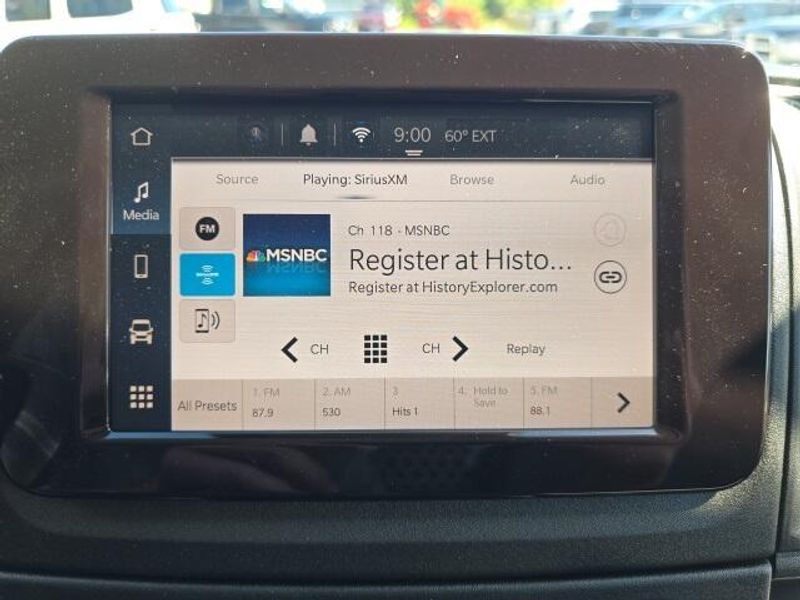 9:00 60° EXT
Source Playing: SiriusXM Browse Audio
Media
FM
MSNBC
Ch 118 - MSNBC
Register at Histo...
Register at HistoryExplorer.com
CH CH Replay
All Presets
1. FM
87.9
2. AM
530
3
Hits 1
4. Hold to
Save
5. FM
88.1